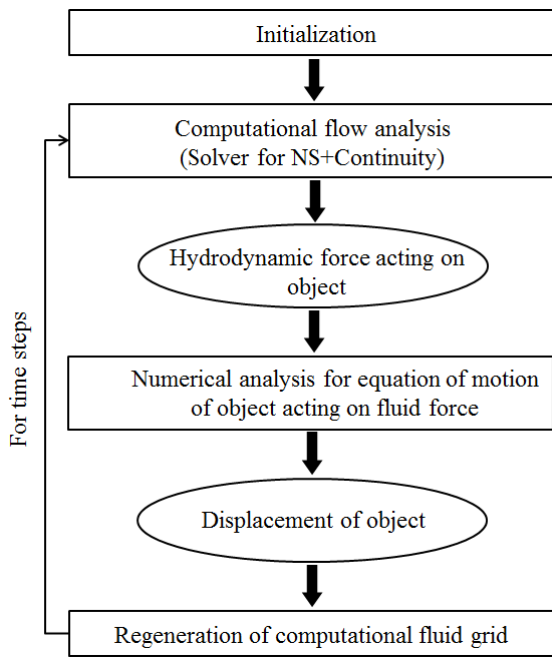 Initialization
Computational flow analysis
(Solver for NS+Continuity)
Hydrodynamic force acting on
object
Numerical analysis for equation of motion
of object acting on fluid force
Displacement of object
Regeneration of computational fluid grid
For time steps